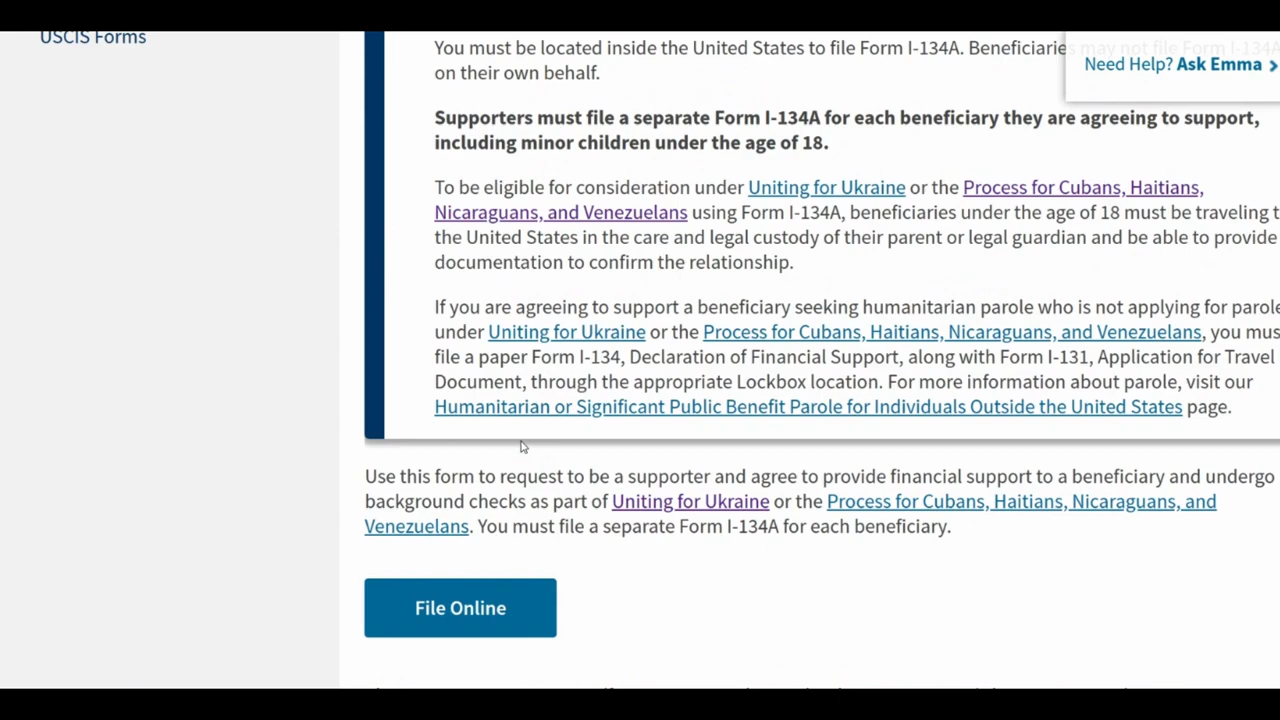 USCIS Forms
You must be located inside the United States to file Form I-134A. Beneficiaries may not file Form I-134A
on their own behalf.
Need Help? Ask Emma
Supporters must file a separate Form I-134A for each beneficiary they are agreeing to support,
including minor children under the age of 18.
To be eligible for consideration under Uniting for Ukraine or the Process for Cubans, Haitians,
Nicaraguans, and Venezuelans using Form I-134A, beneficiaries under the age of 18 must be traveling t
the United States in the care and legal custody of their parent or legal guardian and be able to provide
documentation to confirm the relationship.
If you are agreeing to support a beneficiary seeking humanitarian parole who is not applying for parole
under Uniting for Ukraine or the Process for Cubans, Haitians, Nicaraguans, and Venezuelans, you mus
file a paper Form I-134, Declaration of Financial Support, along with Form I-131, Application for Travel
Document, through the appropriate Lockbox location. For more information about parole, visit our
Humanitarian or Significant Public Benefit Parole for Individuals Outside the United States page.
Use this form to request to be a supporter and agree to provide financial support to a beneficiary and undergo
background checks as part of Uniting for Ukraine or the Process for Cubans, Haitians, Nicaraguans, and
Venezuelans. You must file a separate Form I-134A for each beneficiary.
File Online